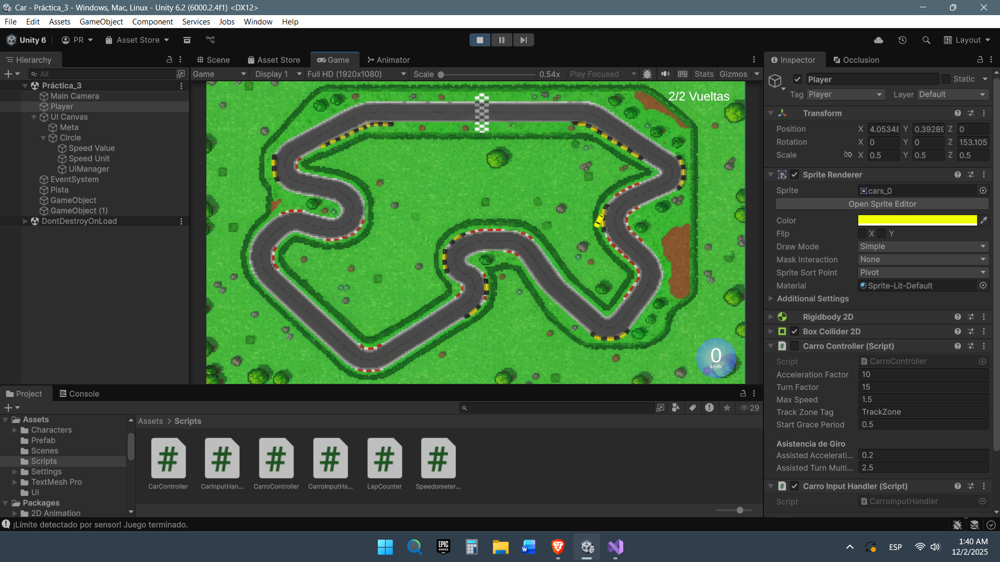 Car - Práctica_3 - Windows, Mac, Linux - Unity 6.2 (6000.2.4f1) <DX12>
File Edit Assets GameObject Component Services Jobs Window Help
Unity 6 PR Asset Store Layout
Hierarchy
All
Práctica_3
Main Camera
Player
UI Canvas
Meta
Circle
Speed Value
Speed Unit
UIManager
EventSystem
Pista
GameObject
GameObject (1)
DontDestroyOnLoad
Scene Asset Store Game Animator
Game Display 1 Full HD (1920x1080) Scale 0.54x Play Focused Stats Gizmos
2/2 Vueltas
0
km/h
Inspector Occlusion
Player Static
Tag Player Layer Default
Transform
Position X 4.05348 Y 0.39289 Z 0
Rotation X 0 Y 0 Z 153.105
Scale X 0.5 Y 0.5 Z 0.5
Sprite Renderer
Sprite cars_0
Open Sprite Editor
Color
Flip X Y
Draw Mode Simple
Mask Interaction None
Sprite Sort Point Pivot
Material Sprite-Lit-Default
Additional Settings
Rigidbody 2D
Box Collider 2D
Carro Controller (Script)
Script CarroController
Acceleration Factor 10
Turn Factor 15
Max Speed 1.5
Track Zone Tag TrackZone
Start Grace Period 0.5
Asistencia de Giro
Assisted Accelerati... 0.2
Assisted Turn Multi... 2.5
Carro Input Handler (Script)
Script CarroInputHandler
Project Console
29
Assets
Characters
Prefab
Scenes
Scripts
Settings
TextMesh Pro
UI
Packages
2D Animation
Assets > Scripts
CarController CarInputHan... CarroController CarroInputHa... LapCounter Speedometer...
¡Límite detectado por sensor! Juego terminado.
EPIC GAMES
ESP
1:40 AM
12/2/2025